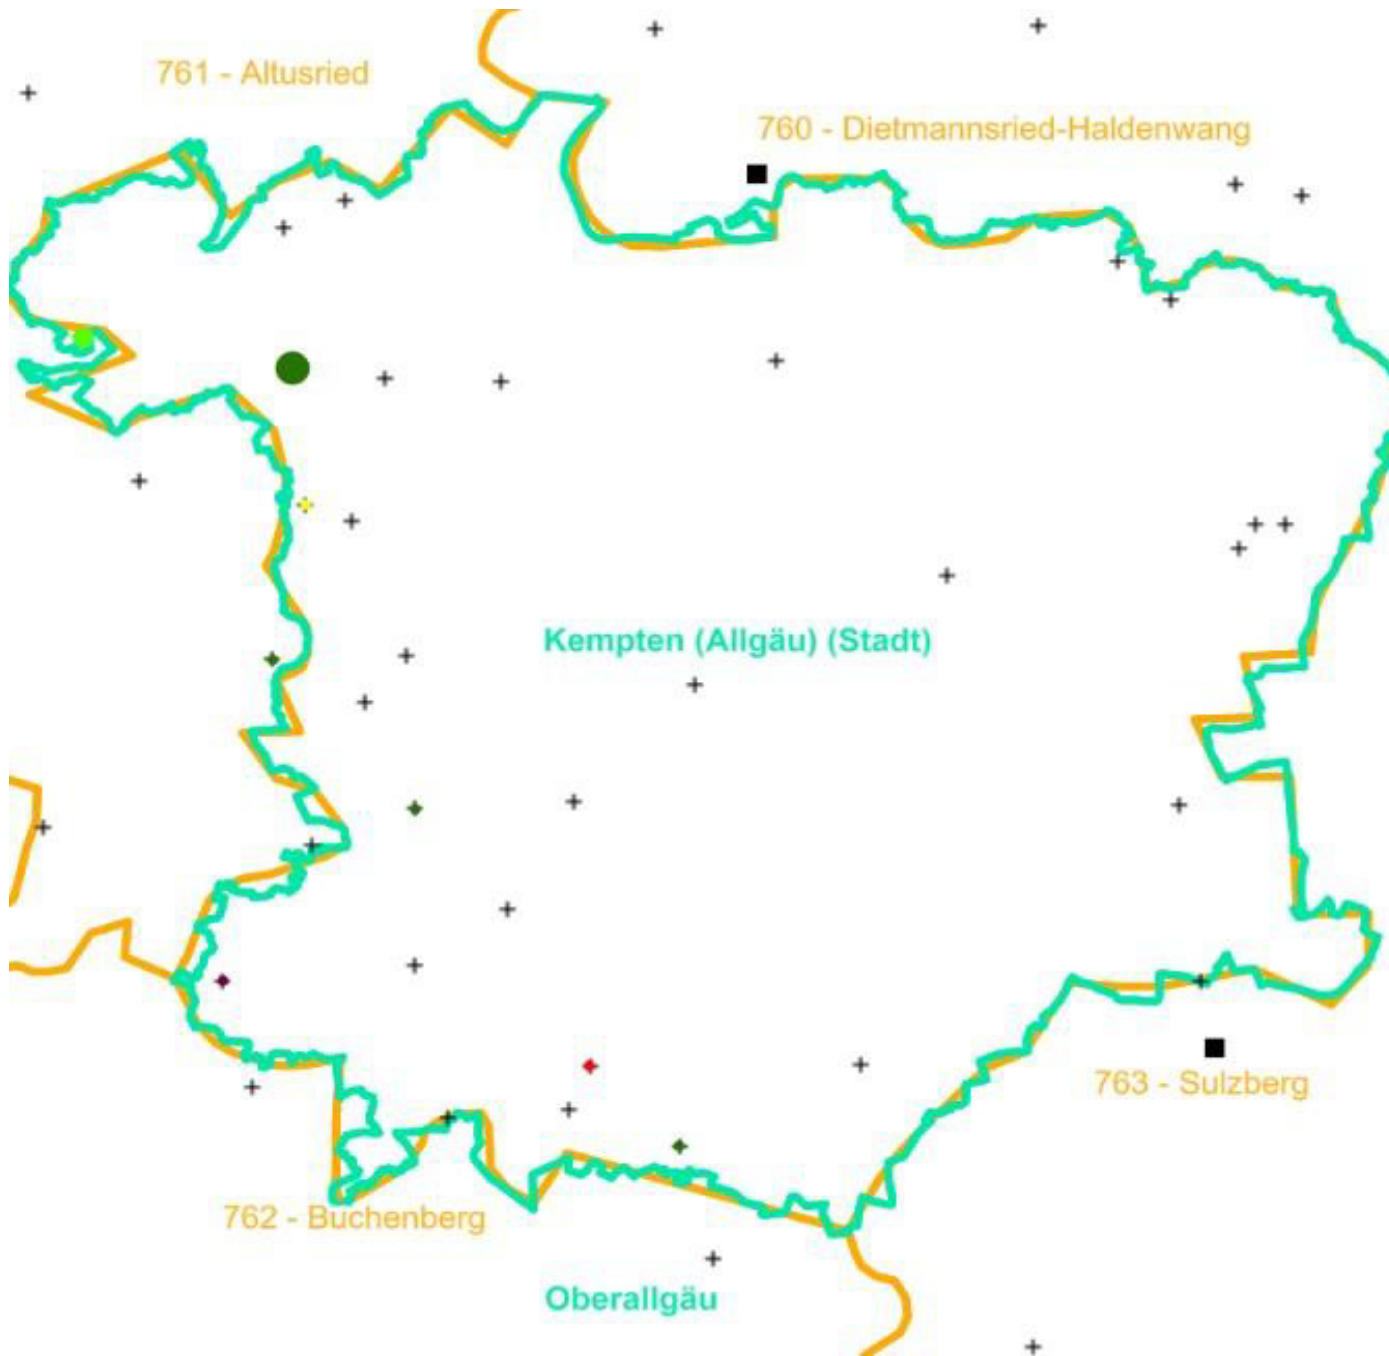 761 - Altusried
760 - Dietmannsried-Haldenwang
Kempten (Allgäu) (Stadt)
763 - Sulzberg
762 - Buchenberg
Oberallgäu